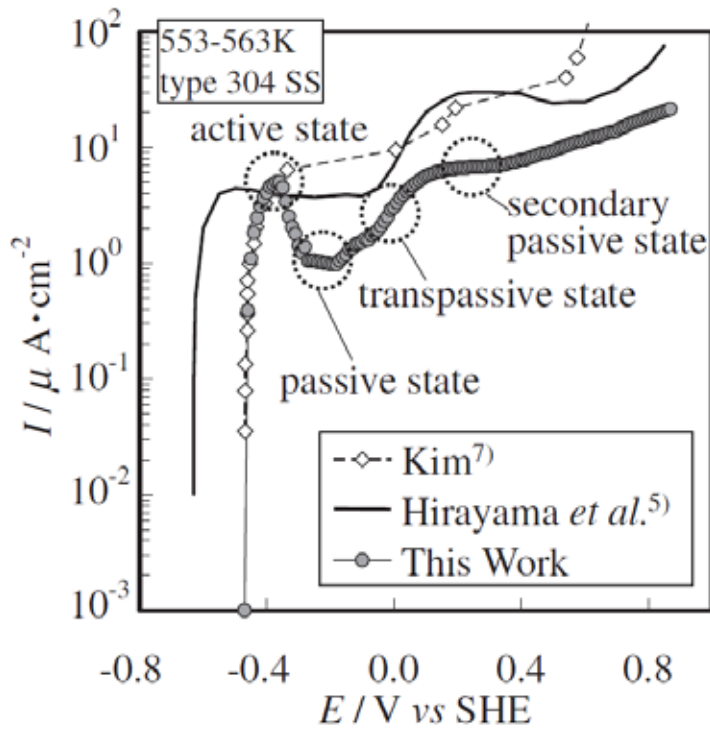 10²
10¹
10⁰
10⁻¹
10⁻²
10⁻³
I / μ A·cm⁻²
553-563K
type 304 SS
active state
secondary
passive state
transpassive state
passive state
Kim⁷⁾
Hirayama et al.⁵⁾
This Work
-0.8 -0.4 0.0 0.4 0.8
E / V vs SHE